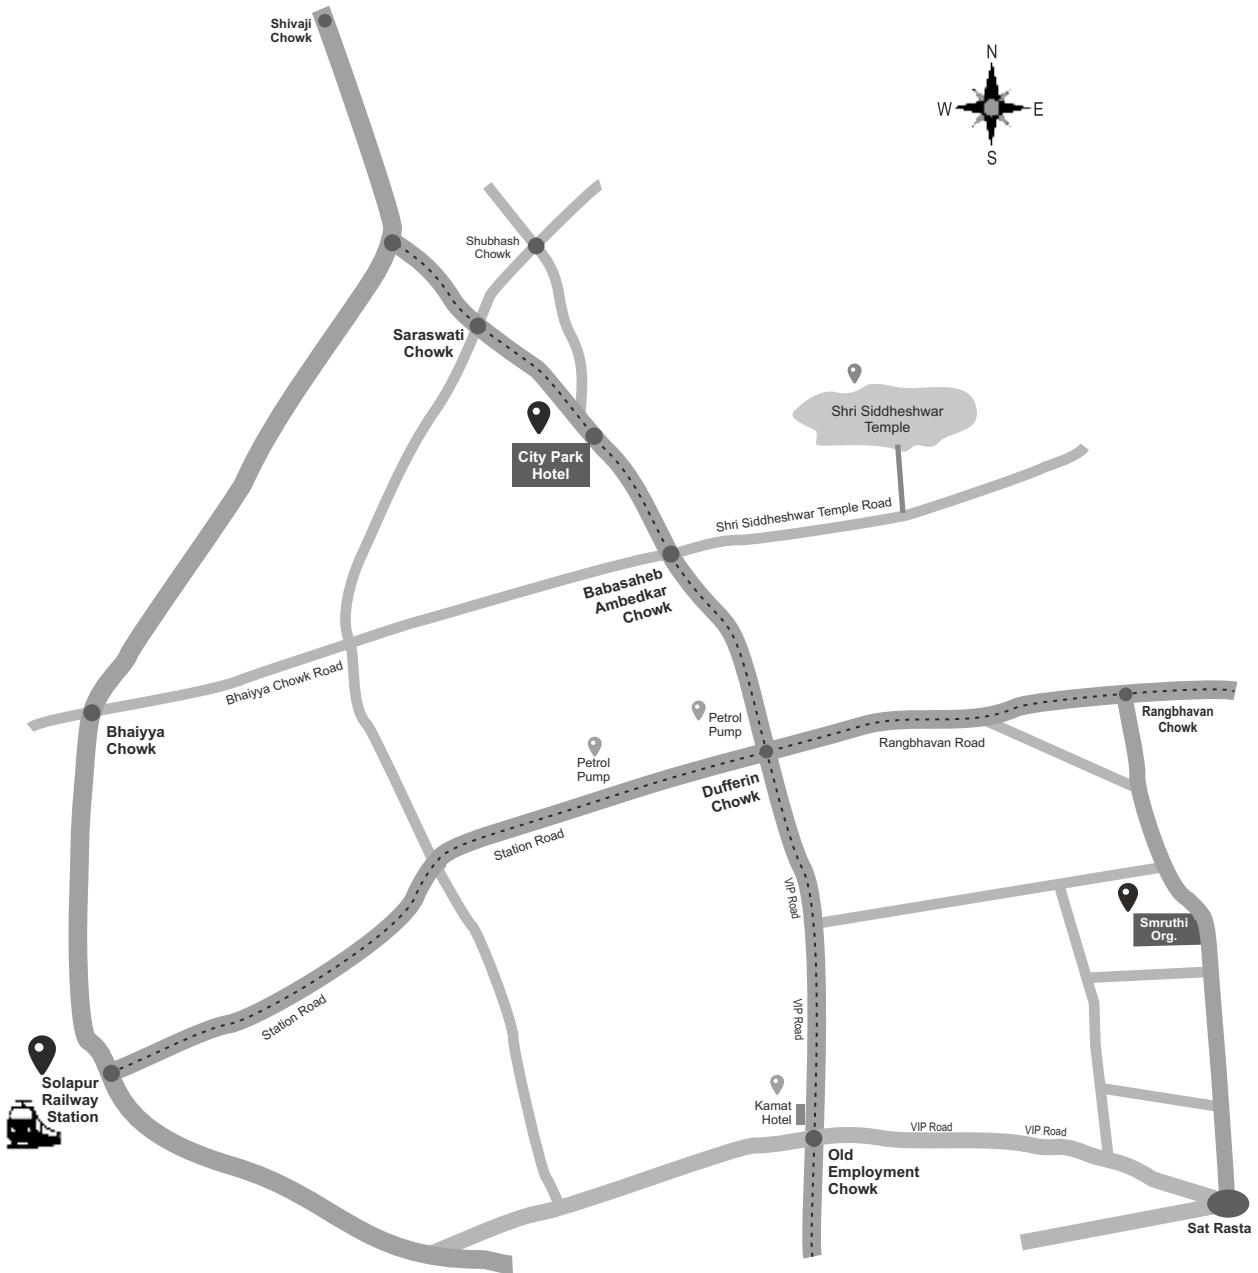 Shivaji
Chowk
N
W
E
S
Shubhash
Chowk
Saraswati
Chowk
City Park
Hotel
Shri Siddheshwar
Temple
Shri Siddheshwar Temple Road
Babasaheb
Ambedkar
Chowk
Bhaiyya Chowk Road
Bhaiyya
Chowk
Petrol
Pump
Petrol
Pump
Rangbhavan
Chowk
Rangbhavan Road
Dufferin
Chowk
Station Road
VIP Road
Smruthi
Org.
Station Road
VIP Road
Solapur
Railway
Station
Kamat
Hotel
VIP Road
VIP Road
Old
Employment
Chowk
Sat Rasta